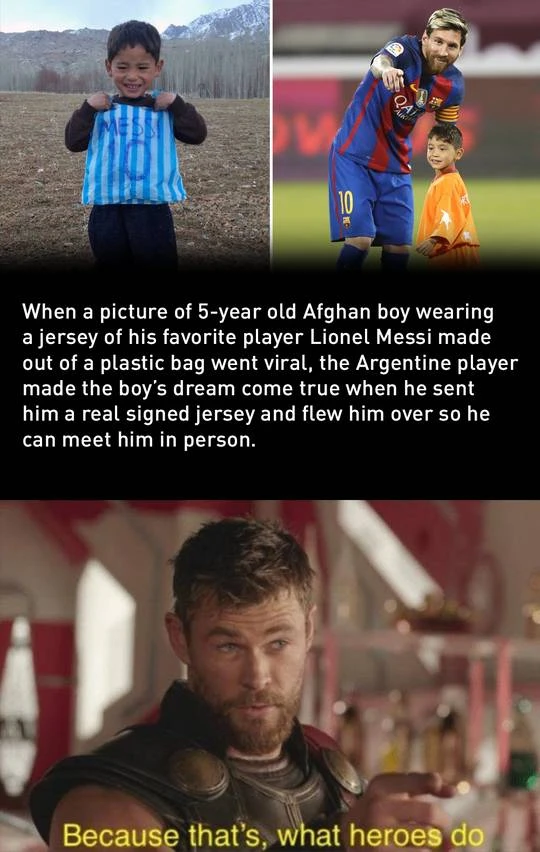 MESSI
10
QATAR
10
When a picture of 5-year old Afghan boy wearing
a jersey of his favorite player Lionel Messi made
out of a plastic bag went viral, the Argentine player
made the boy's dream come true when he sent
him a real signed jersey and flew him over so he
can meet him in person.
Because that's, what heroes do